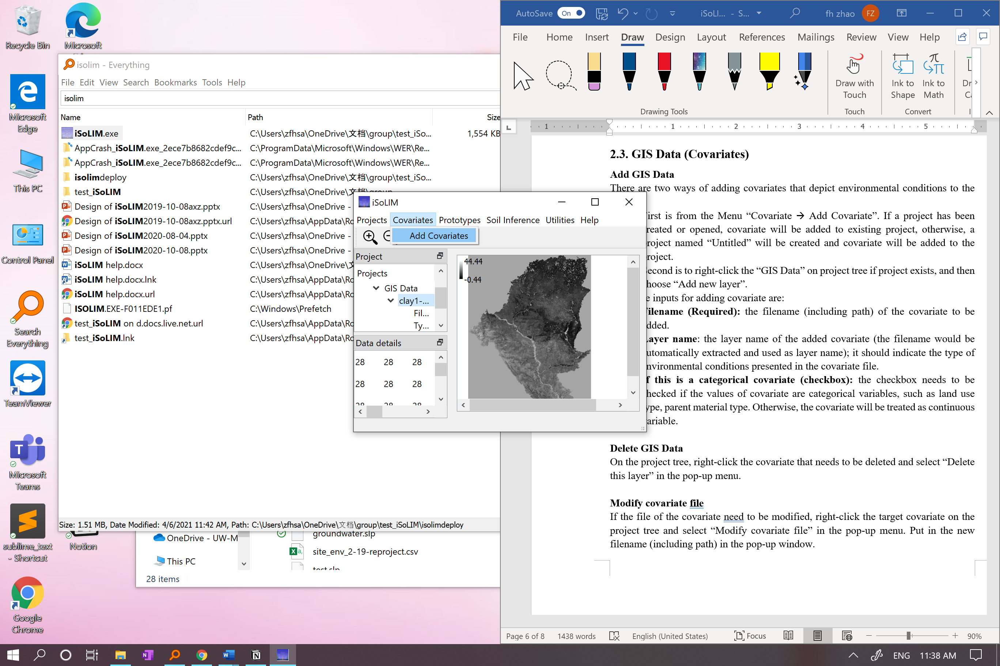 Recycle Bin
Microsoft
Microsoft
Edge
This PC
Control Panel
Search
Everything
TeamViewer
Microsoft
Teams
sublime_text
- Shortcut
Notion
Google
Chrome
isolim - Everything
File Edit View Search Bookmarks Tools Help
isolim
Name Path Size
iSoLIM.exe C:\Users\zfhsa\OneDrive\文档\group\test_iSo... 1,554 KB
AppCrash_iSoLIM.exe_2ece7b8682cdef9c... C:\ProgramData\Microsoft\Windows\WER\Re...
AppCrash_iSoLIM.exe_2ece7b8682cdef9c... C:\ProgramData\Microsoft\Windows\WER\Re...
isolimdeploy C:\Users\zfhsa\OneDrive\文档\group\test_iSo...
test_iSoLIM C:\Users\zfhsa\OneDrive\文档\group
Design of iSoLIM2019-10-08axz.pptx C:\Users\zfhsa\OneDrive -
Design of iSoLIM2019-10-08axz.pptx.url C:\Users\zfhsa\AppData\Ro
Design of iSoLIM2020-08-04.pptx C:\Users\zfhsa\OneDrive -
Design of iSoLIM2020-10-08.pptx C:\Users\zfhsa\OneDrive -
iSoLIM help.docx C:\Users\zfhsa\OneDrive\
iSoLIM help.docx.lnk C:\Users\zfhsa\AppData\Ro
iSoLIM help.docx.url C:\Users\zfhsa\AppData\Ro
ISOLIM.EXE-F011EDE1.pf C:\Windows\Prefetch
test_iSoLIM on d.docs.live.net.url C:\Users\zfhsa\AppData\Ro
test_iSoLIM.lnk C:\Users\zfhsa\AppData\Ro
Size: 1.51 MB, Date Modified: 4/6/2021 11:42 AM, Path: C:\Users\zfhsa\OneDrive\文档\group\test_iSoLIM\isolimdeploy
OneDrive - UW-M
This PC
groundwater.slp
site_env_2-19-reproject.csv
test.slp
28 items
iSoLIM
Projects Covariates Prototypes Soil Inference Utilities Help
Add Covariates
Project
Projects
GIS Data
clay1-...
Fil...
Ty...
Data details
28 28 28
28 28 28
28 28 28
44.44
-0.44
AutoSave On iSoLI... - S... fh zhao FZ
File Home Insert Draw Design Layout References Mailings Review View Help
Draw with
Touch
Ink to
Shape
Ink to
Math
Drawing Tools Touch Convert
1 1 2 3 4 5
2.3. GIS Data (Covariates)
Add GIS Data
There are two ways of adding covariates that depict environmental conditions to the
irst is from the Menu “Covariate → Add Covariate”. If a project has been
reated or opened, covariate will be added to existing project, otherwise, a
roject named “Untitled” will be created and covariate will be added to the
roject.
econd is to right-click the “GIS Data” on project tree if project exists, and then
hoose “Add new layer”.
e inputs for adding covariate are:
ilename (Required): the filename (including path) of the covariate to be
dded.
ayer name: the layer name of the added covariate (the filename would be
utomatically extracted and used as layer name); it should indicate the type of
nvironmental conditions presented in the covariate file.
f this is a categorical covariate (checkbox): the checkbox needs to be
hecked if the values of covariate are categorical variables, such as land use
ype, parent material type. Otherwise, the covariate will be treated as continuous
ariable.
Delete GIS Data
On the project tree, right-click the covariate that needs to be deleted and select “Delete
this layer” in the pop-up menu.
Modify covariate file
If the file of the covariate need to be modified, right-click the target covariate on the
project tree and select “Modify covariate file” in the pop-up menu. Put in the new
filename (including path) in the pop-up window.
Page 6 of 8 1438 words English (United States) Focus 90%
ENG 11:38 AM